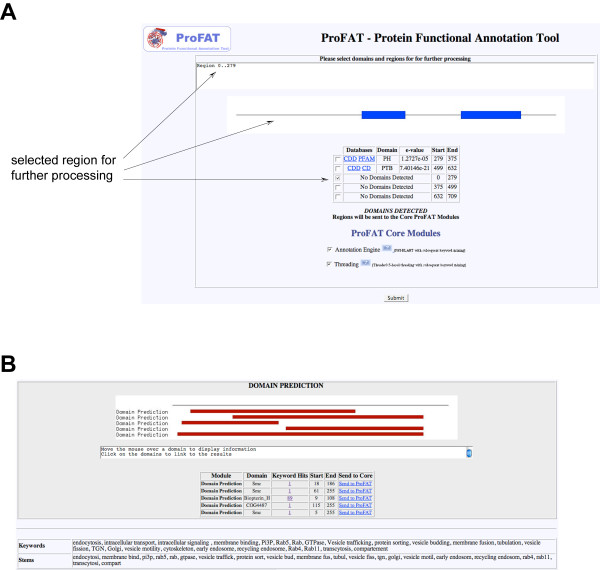 A
ProFAT
Protein Functional Annotation Tool
ProFAT - Protein Functional Annotation Tool
Please select domains and regions for for further processing
Region 0..279
selected region for
further processing
Databases Domain e-value Start End
CDD PFAM PH 1.2727e-05 279 375
CDD CD PTB 7.40146e-21 499 632
No Domains Detected 0 279
No Domains Detected 375 499
No Domains Detected 632 709
DOMAINS DETECTED
Regions will be sent to the Core ProFAT Modules
ProFAT Core Modules
Annotation Engine
Threading
Submit
B
DOMAIN PREDICTION
Domain Prediction
Domain Prediction
Domain Prediction
Domain Prediction
Domain Prediction
Move the mouse over a domain to display information
Click on the domains to link to the results
Module Domain Keyword Hits Start End Send to Core
Domain Prediction Smc 1 18 186 Send to ProFAT
Domain Prediction Smc 1 61 255 Send to ProFAT
Domain Prediction Biopterin_H 89 9 108 Send to ProFAT
Domain Prediction COG4487 1 115 255 Send to ProFAT
Domain Prediction Smc 1 5 255 Send to ProFAT
Keywords endocytosis, intracellular transport, intracellular signaling , membrane binding, PI3P, Rab5, Rab, GTPase, Vesicle trafficking, protein sorting, vesicle budding, membrane fusion, tubulation, vesicle
fission, TGN, Golgi, vesicle motility, cytoskeleton, early endosome, recycling endosome, Rab4, Rab11, transcytosis, compartement
Stems endocytosi, membrane bind, pi3p, rab5, rab, gtpase, vesicle traffick, protein sort, vesicle bud, membrane fus, tubul, vesicle fiss, tgn, golgi, vesicle motil, early endosom, recycling endosom, rab4, rab11,
transcytosi, compart